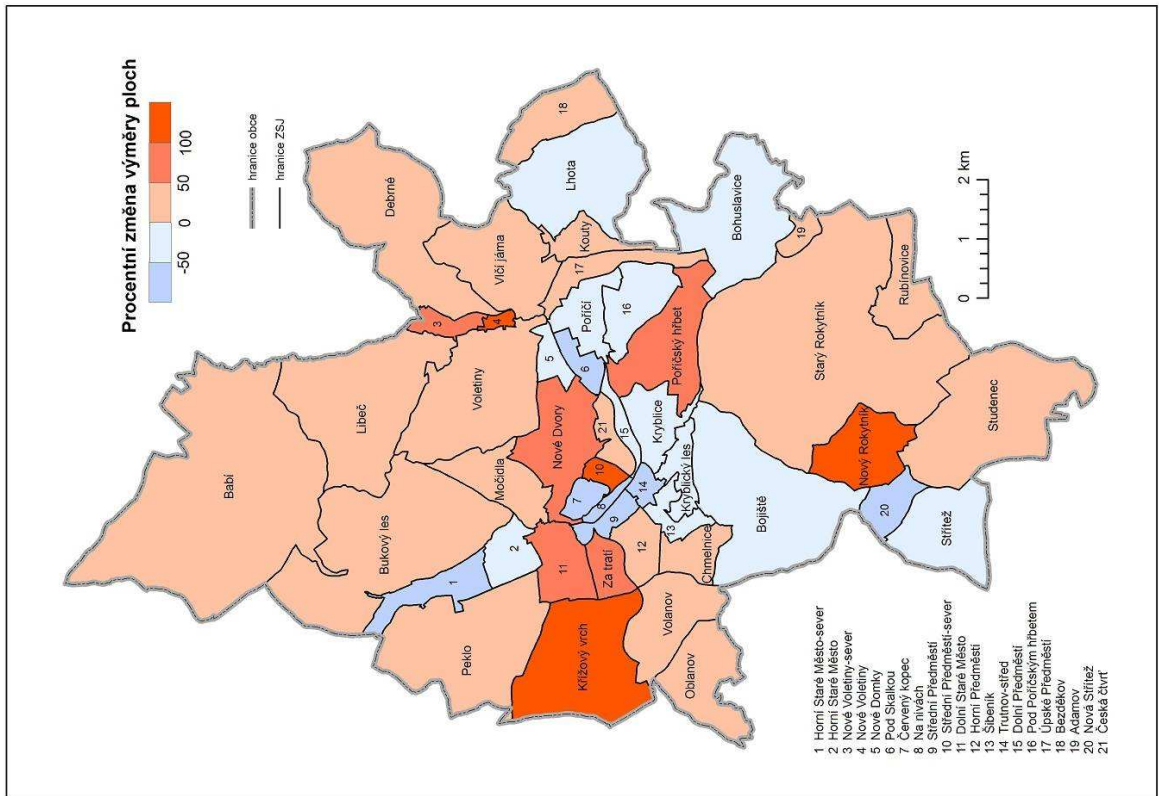 Procentní změna výměry ploch
-50
0
50
100
hranice obce
hranice ZSJ
Babí
Debrné
Libeč
Bukový les
Voletiny
Vlčí jáma
Lhota
18
3
4
Močidla
Kouty
17
1
2
Peklo
5
6
Nové Dvory
Poříčí
16
Bohuslavice
19
21
15
10
7
8
9
14
11
Za tratí
12
13
Kryblice
Kryblický les
Poříčský hřbet
Křížový vrch
Volanov
Oblanov
Chmelnice
Bojiště
Starý Rokytník
Rubínovice
Nový Rokytník
20
Střítež
Studenec
0
1
2 km
1 Horní Staré Město-sever
2 Horní Staré Město
3 Nové Voletiny-sever
4 Nové Voletiny
5 Nové Domky
6 Pod Skalkou
7 Červený kopec
8 Na nivách
9 Střední Předměstí
10 Střední Předměstí-sever
11 Dolní Staré Město
12 Horní Předměstí
13 Šibeník
14 Trutnov-střed
15 Dolní Předměstí
16 Pod Poříčským hřbetem
17 Úpské Předměstí
18 Bezděkov
19 Adamov
20 Nová Střítež
21 Česká čtvrť